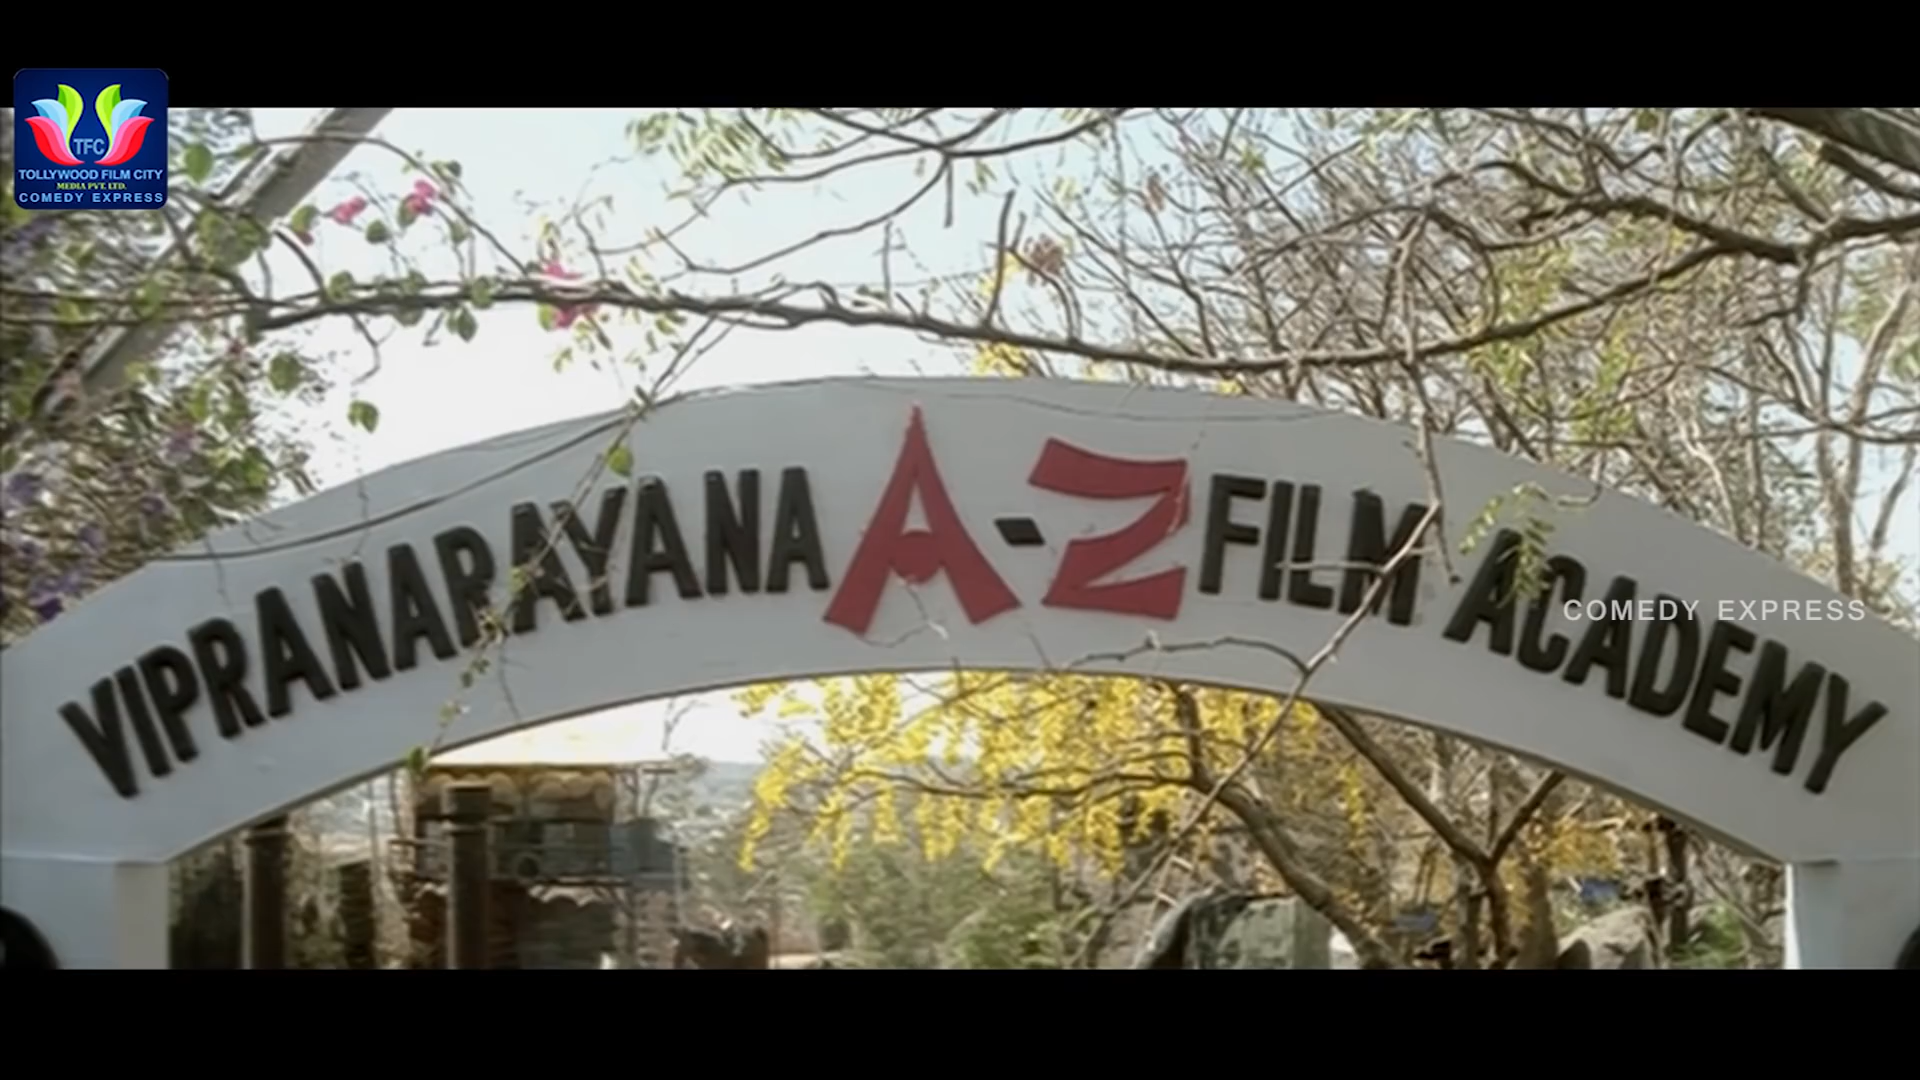 TFC
TOLLYWOOD FILM CITY
MEDIA PVT. LTD.
COMEDY EXPRESS
VIPRANARAYANA A-Z FILM ACADEMY
COMEDY EXPRESS